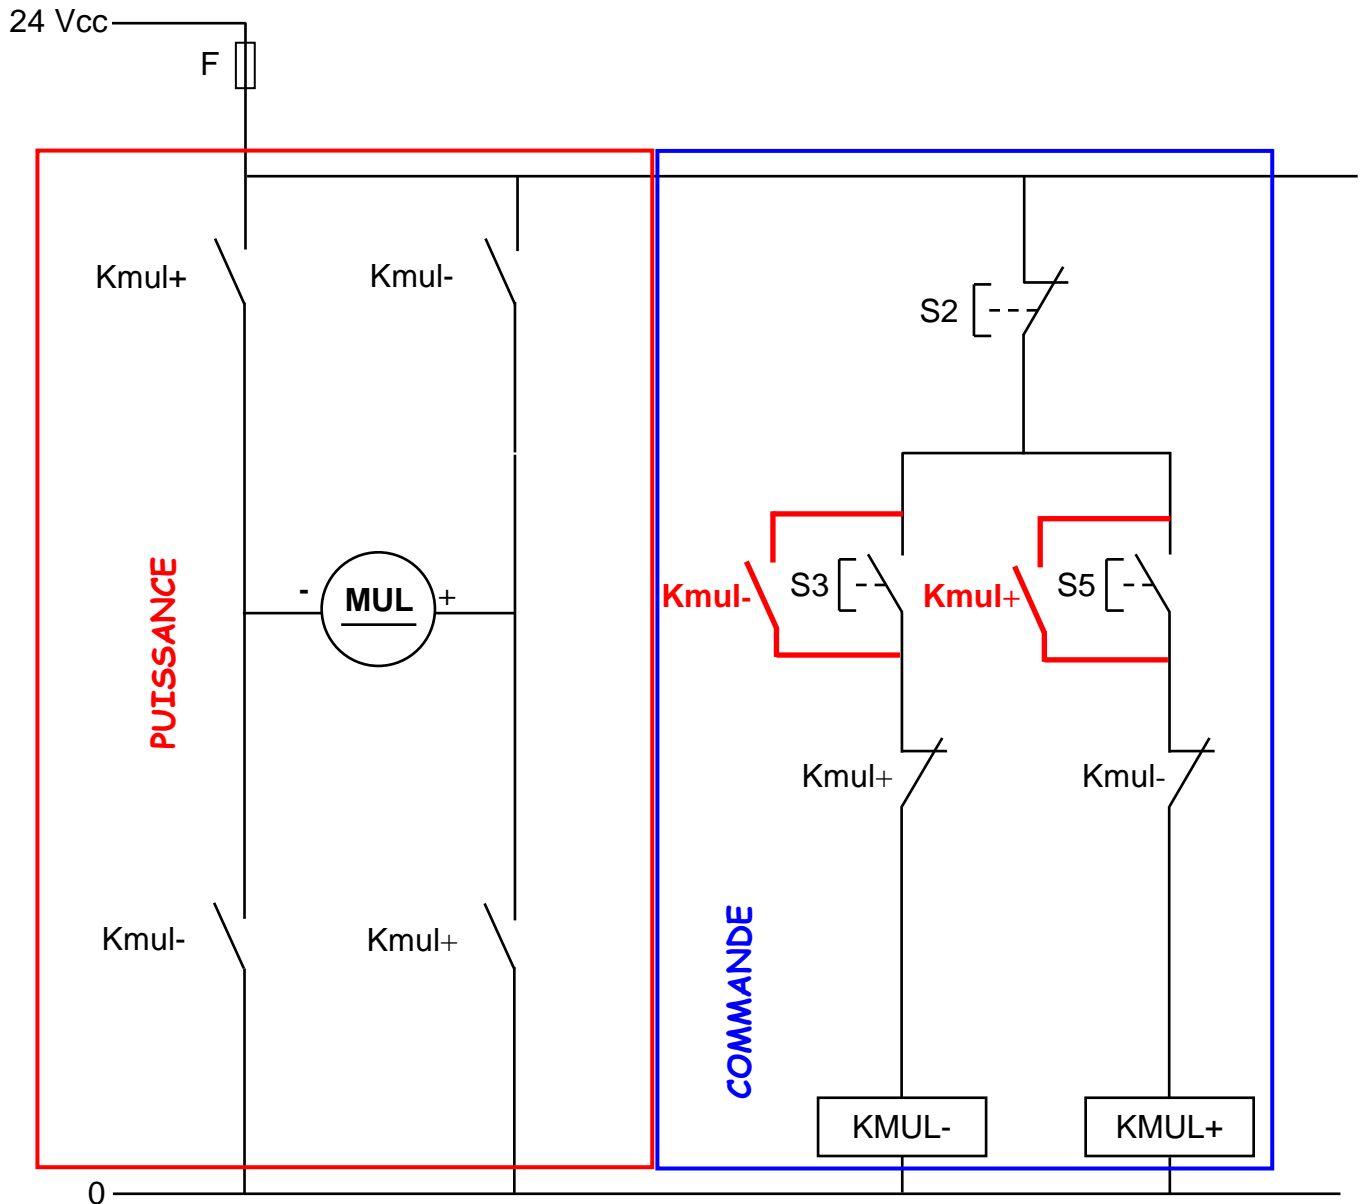 24 Vcc
F
Kmul+
Kmul-
S2
Kmul-
S3
Kmul+
S5
- MUL +
PUISSANCE
Kmul+
Kmul-
Kmul-
Kmul+
COMMANDE
KMUL-
KMUL+
0